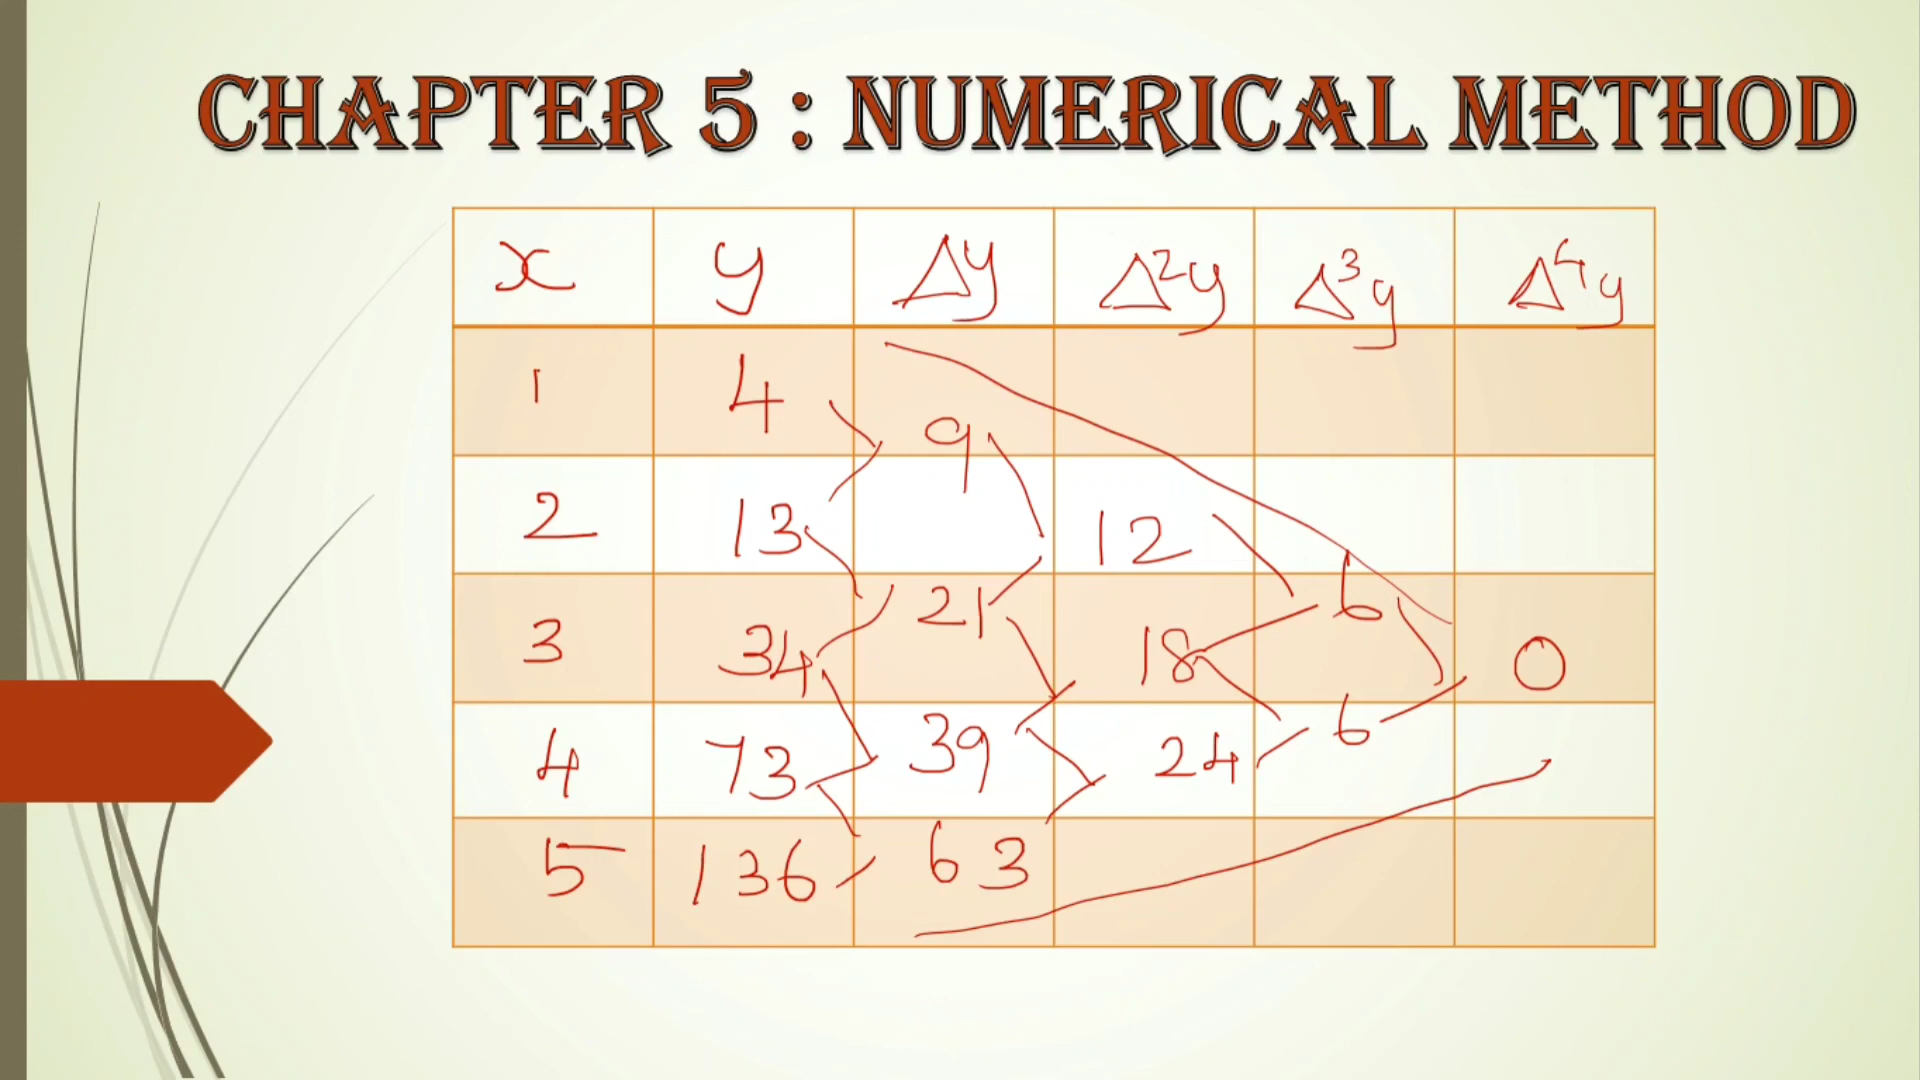 CHAPTER 5 : NUMERICAL METHOD
x y Δy Δ²y Δ³y Δ⁴y
1 4
9
2 13 12
21 6
3 34 18 0
39 6
4 73 24
63
5 136